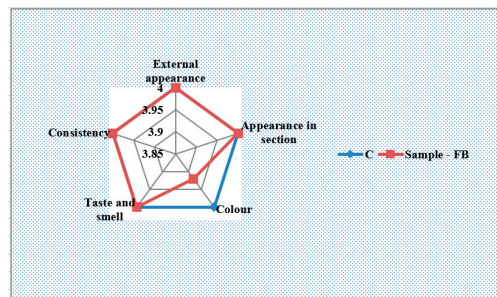 External
appearance
4
3.95
3.9
3.85
Appearance in
section
Colour
Taste and
smell
Consistency
C
Sample – FB